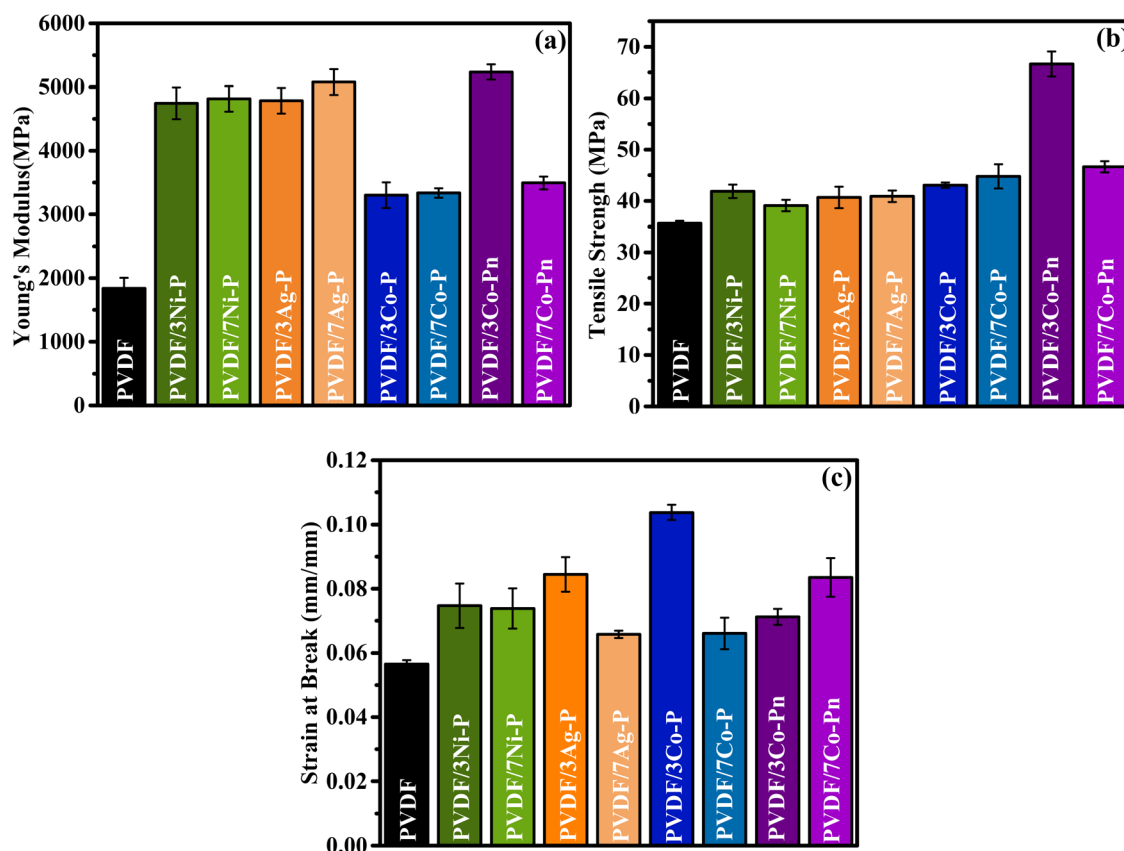 (a)
Young's Modulus(MPa)
6000
5000
4000
3000
2000
1000
0
PVDF
PVDF/3Ni-P
PVDF/7Ni-P
PVDF/3Ag-P
PVDF/7Ag-P
PVDF/3Co-P
PVDF/7Co-P
PVDF/3Co-Pn
PVDF/7Co-Pn
(b)
Tensile Strengh (MPa)
70
60
50
40
30
20
10
0
PVDF
PVDF/3Ni-P
PVDF/7Ni-P
PVDF/3Ag-P
PVDF/7Ag-P
PVDF/3Co-P
PVDF/7Co-P
PVDF/3Co-Pn
PVDF/7Co-Pn
(c)
Strain at Break (mm/mm)
0.12
0.10
0.08
0.06
0.04
0.02
0.00
PVDF
PVDF/3Ni-P
PVDF/7Ni-P
PVDF/3Ag-P
PVDF/7Ag-P
PVDF/3Co-P
PVDF/7Co-P
PVDF/3Co-Pn
PVDF/7Co-Pn